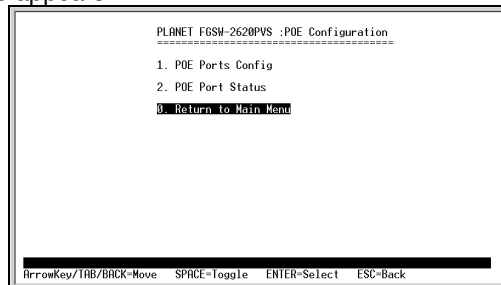 PLANET FGSW-2620PVS :POE Configuration
======================================
1. POE Ports Config
2. POE Port Status
0. Return to Main Menu
ArrowKey/TAB/BACK=Move   SPACE=Toggle   ENTER=Select   ESC=Back